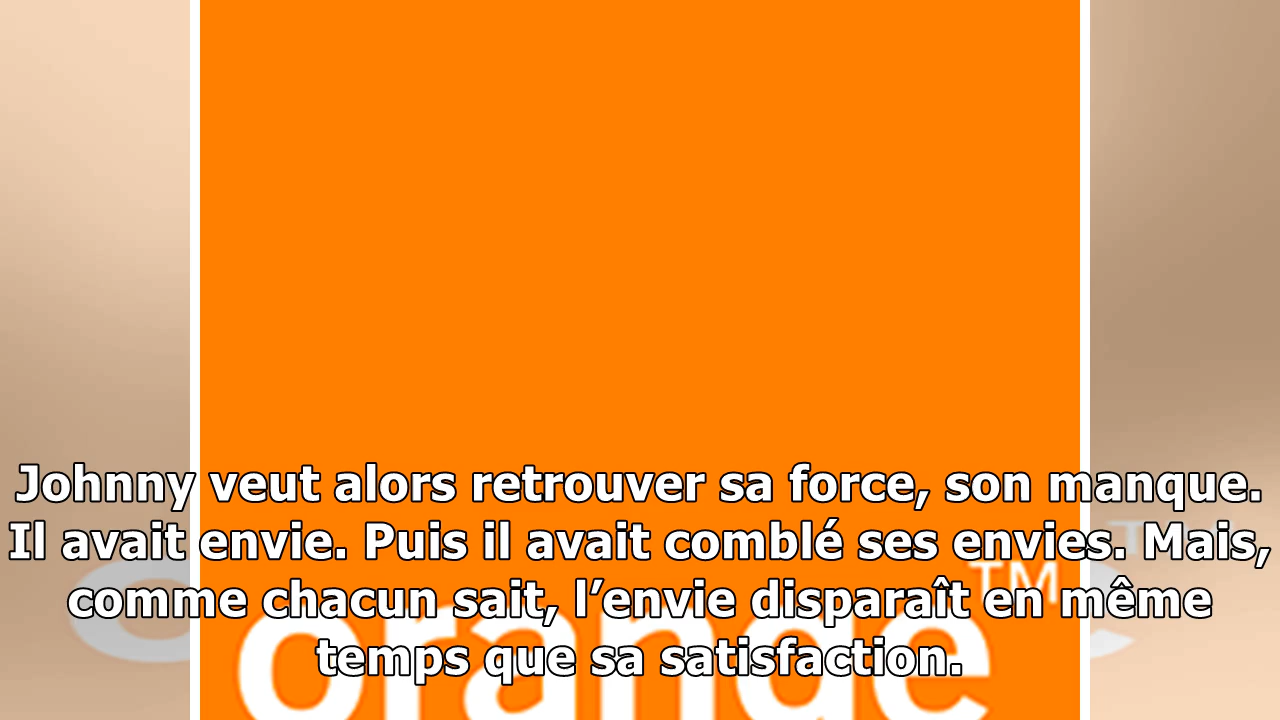 Johnny veut alors retrouver sa force, son manque.
Il avait envie. Puis il avait comblé ses envies. Mais,
comme chacun sait, l’envie disparaît en même
temps que sa satisfaction.
orange™